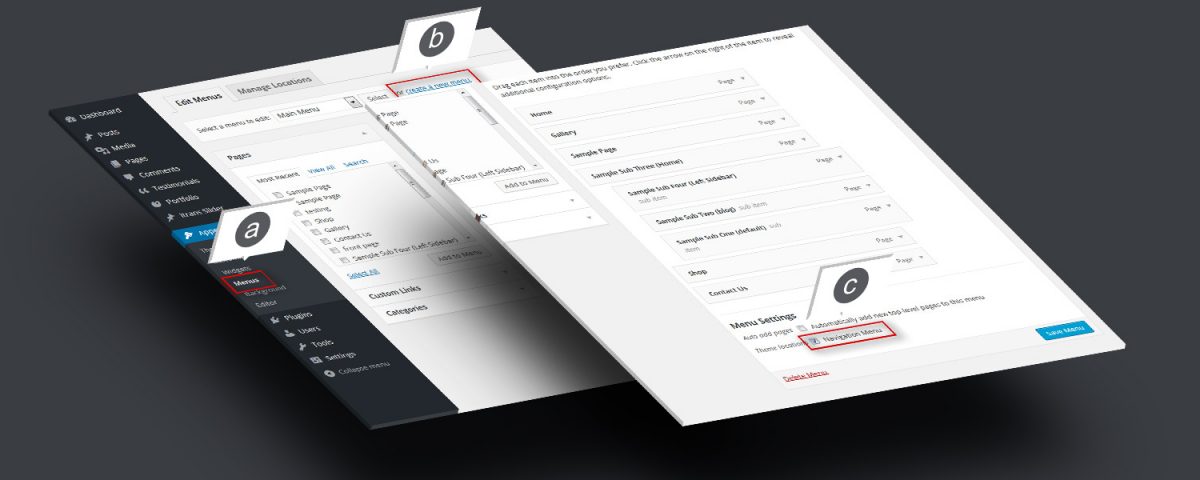 Dashboard
Posts
Media
Pages
Comments
Testimonials
Portfolio
itrans Slider
a
Widgets
Menus
Background
Editor
Plugins
Users
Tools
Settings
Collapse menu
Edit Menus
Manage Locations
Select a menu to edit: Main Menu
b
Select
or create a new menu
Pages
Most Recent View All Search
Sample Page
Sample Page
testing
Shop
Gallery
Contact Us
front page
Sample Sub Four (Left Sidebar)
Select All
Add to Menu
Custom Links
Categories
Page
Page
Us
Sub Four (Left Sidebar)
Add to Menu
Drag each item into the order you prefer. Click the arrow on the right of the item to reveal
additional configuration options.
Home Page
Gallery Page
Sample Page Page
Sample Sub Three (Home) Page
Sample Sub Four (Left Sidebar) Page
sub item
Sample Sub Two (blog) sub item Page
Sample Sub One (default) sub Page
item
Shop Page
Contact Us Page
c
Menu Settings
Auto add pages Automatically add new top-level pages to this menu
Theme locations Navigation Menu
Delete Menu
Save Menu